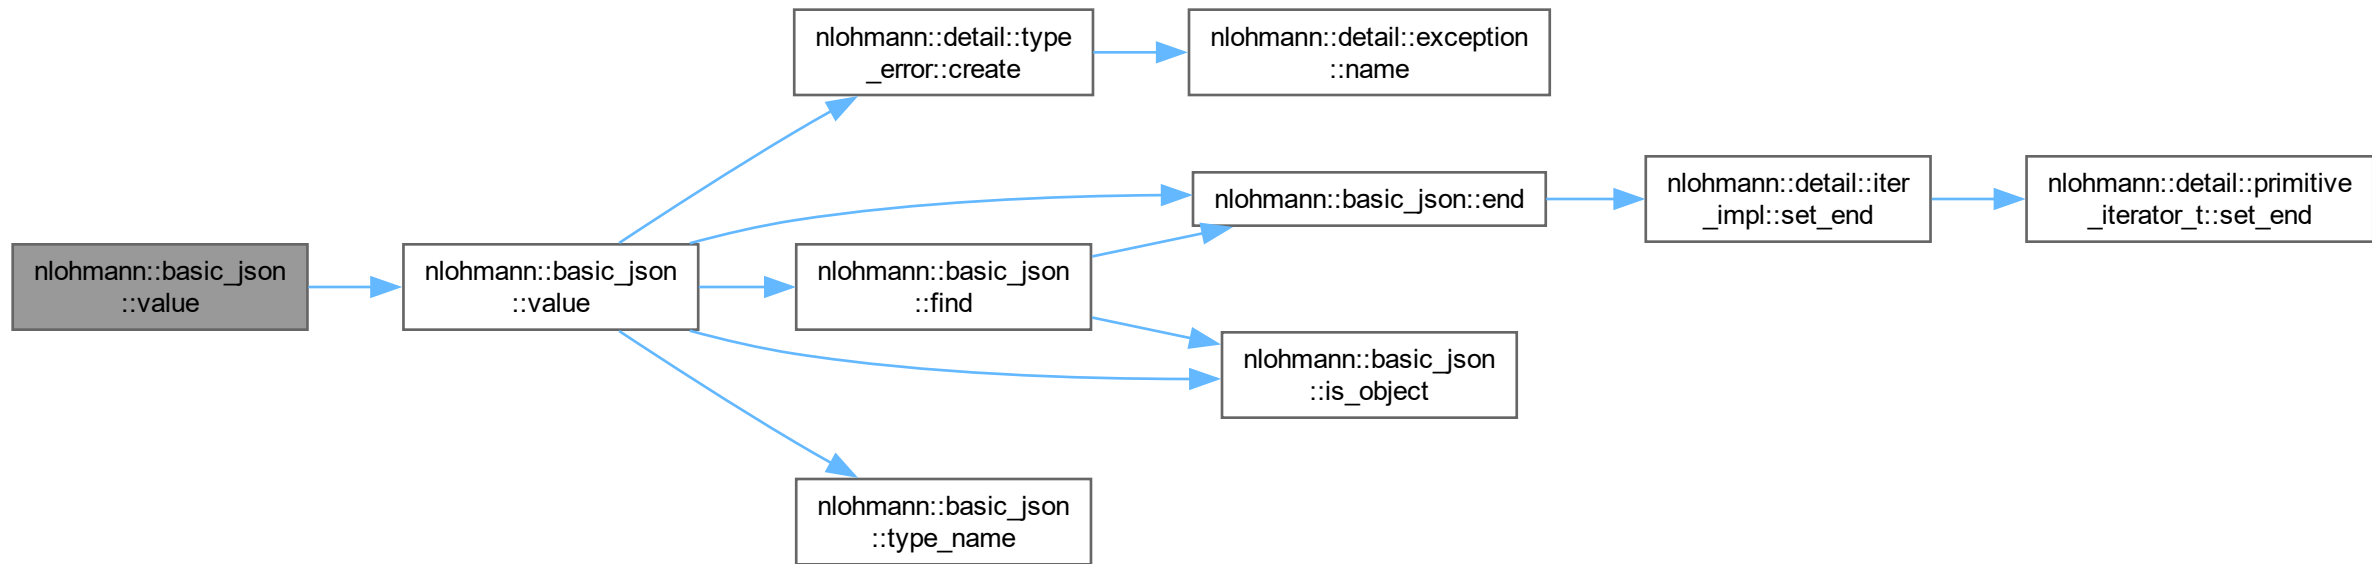 nlohmann::detail::type
_error::create
nlohmann::detail::exception
::name
nlohmann::basic_json::end
nlohmann::detail::iter
_impl::set_end
nlohmann::detail::primitive
_iterator_t::set_end
nlohmann::basic_json
::value
nlohmann::basic_json
::value
nlohmann::basic_json
::find
nlohmann::basic_json
::is_object
nlohmann::basic_json
::type_name